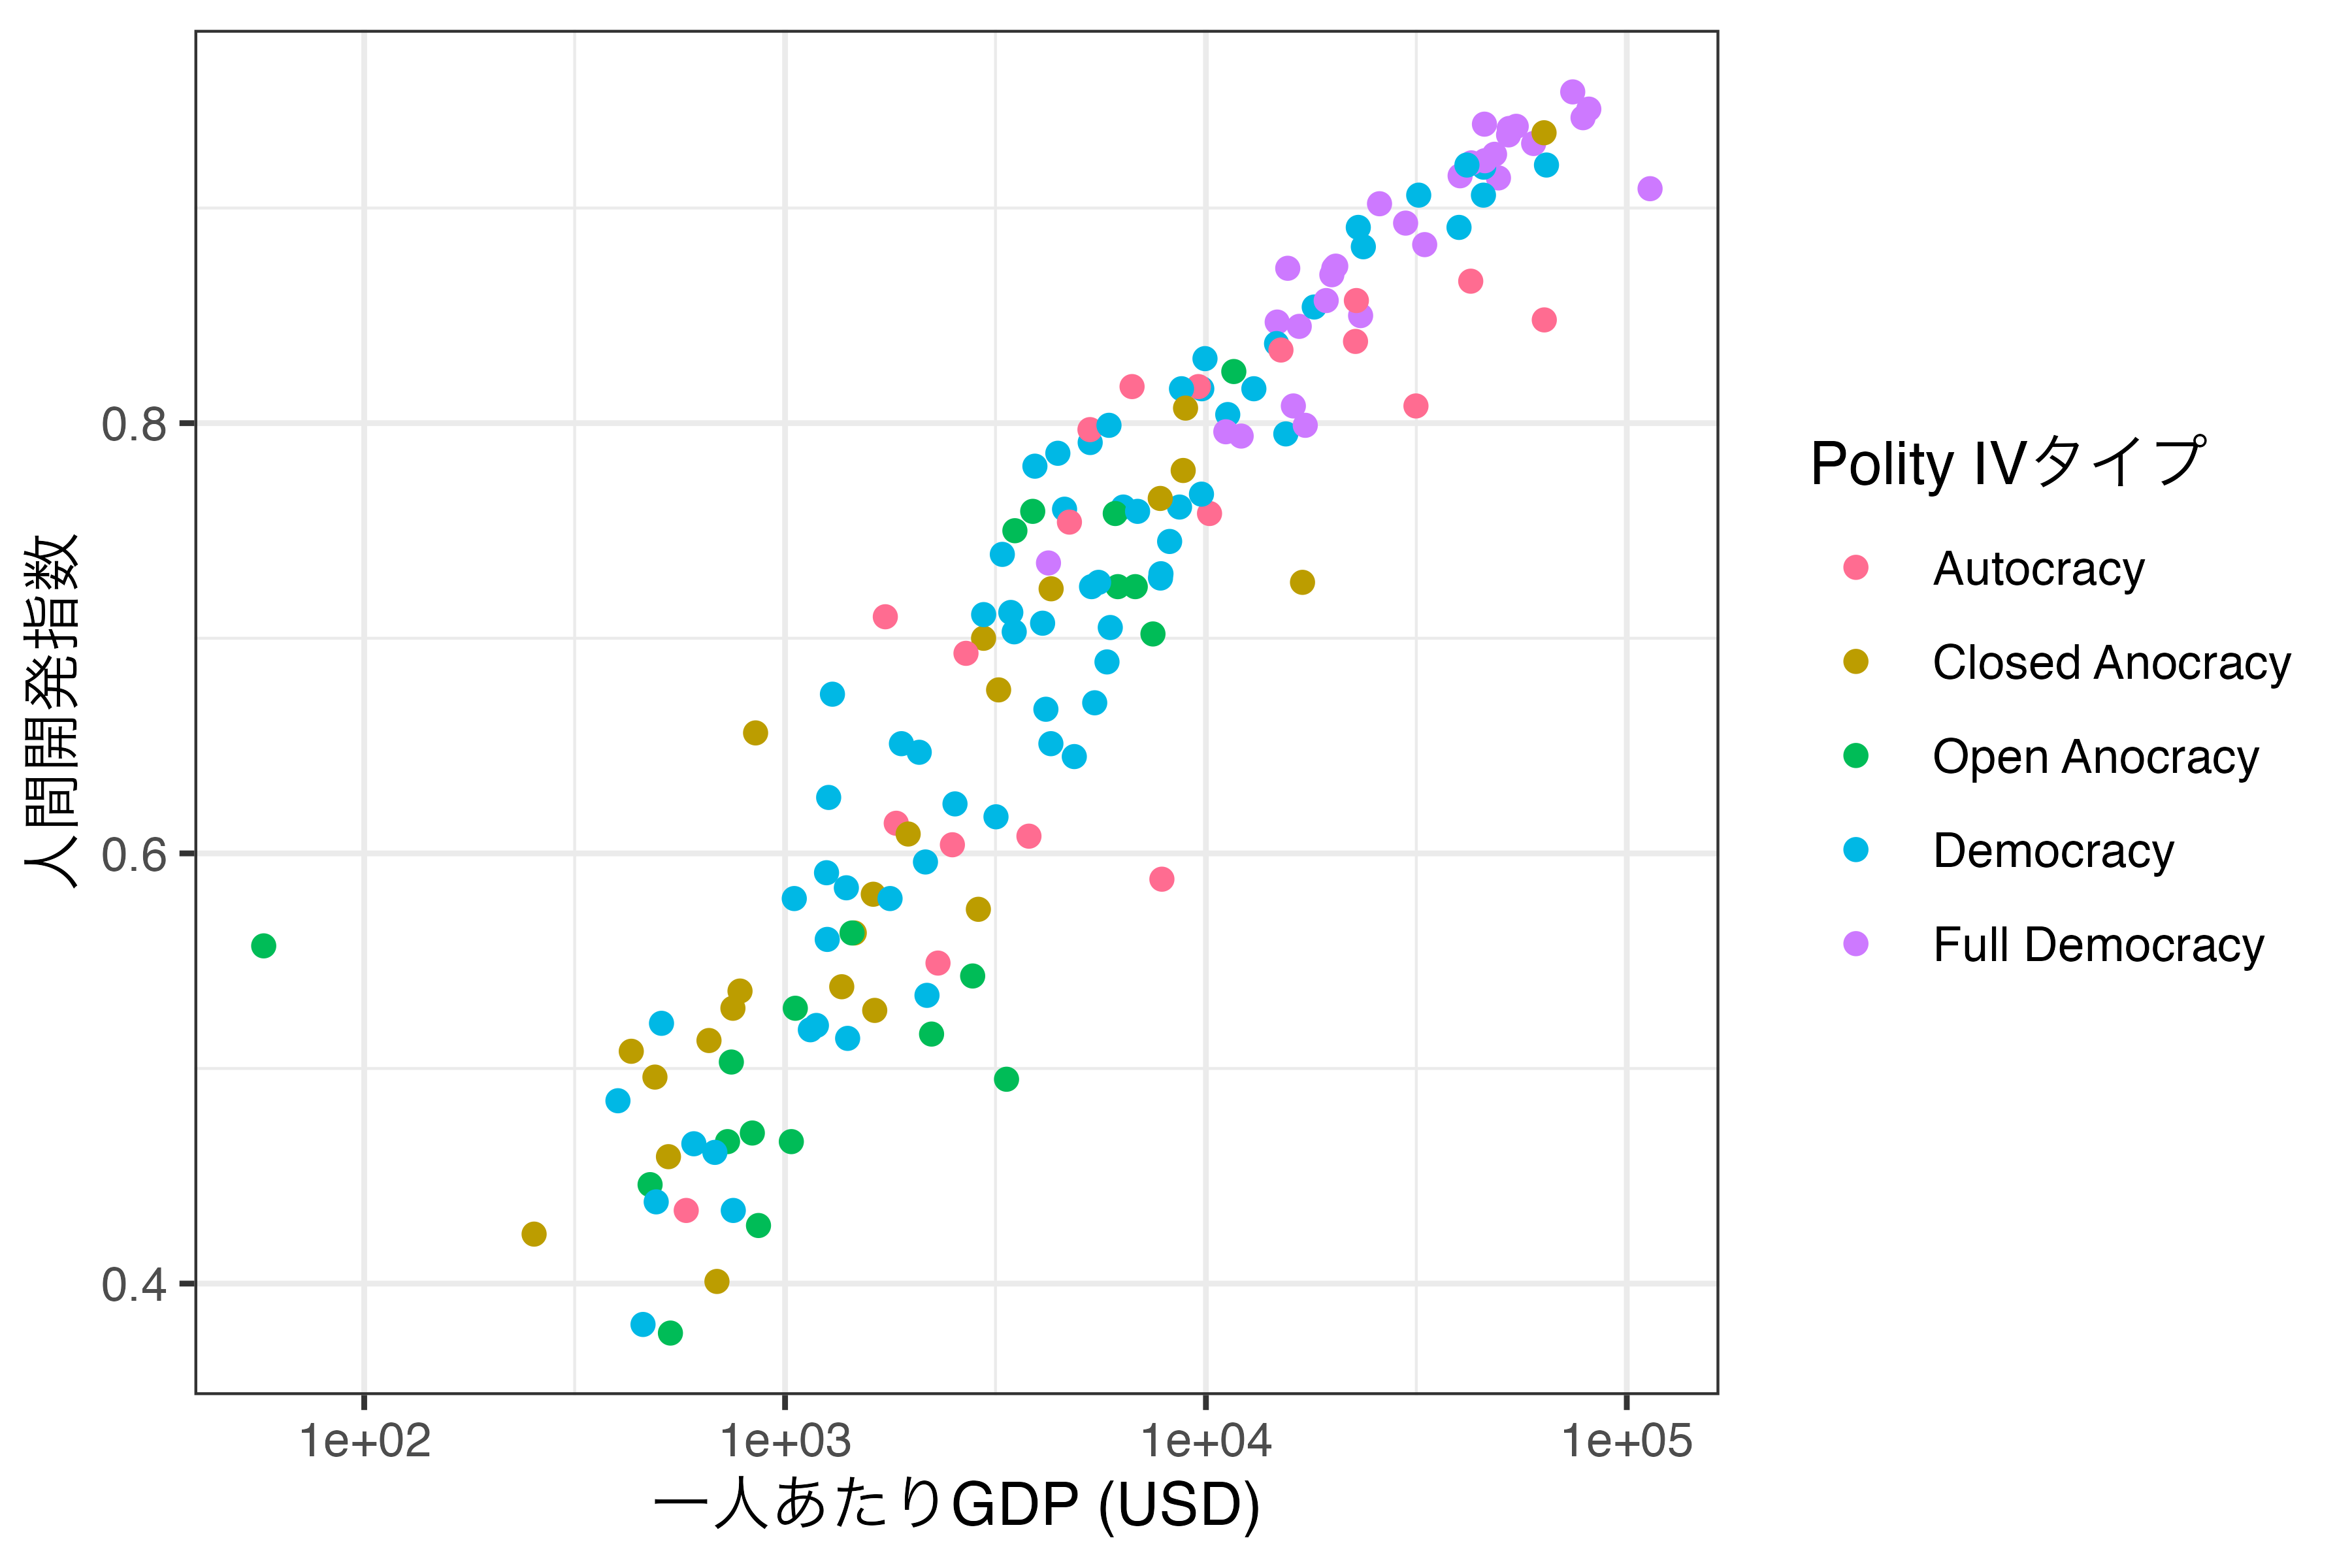 人間開発指数
0.8
0.6
0.4
1e+02 1e+03 1e+04 1e+05
一人あたりGDP (USD)
Polity IVタイプ
Autocracy
Closed Anocracy
Open Anocracy
Democracy
Full Democracy